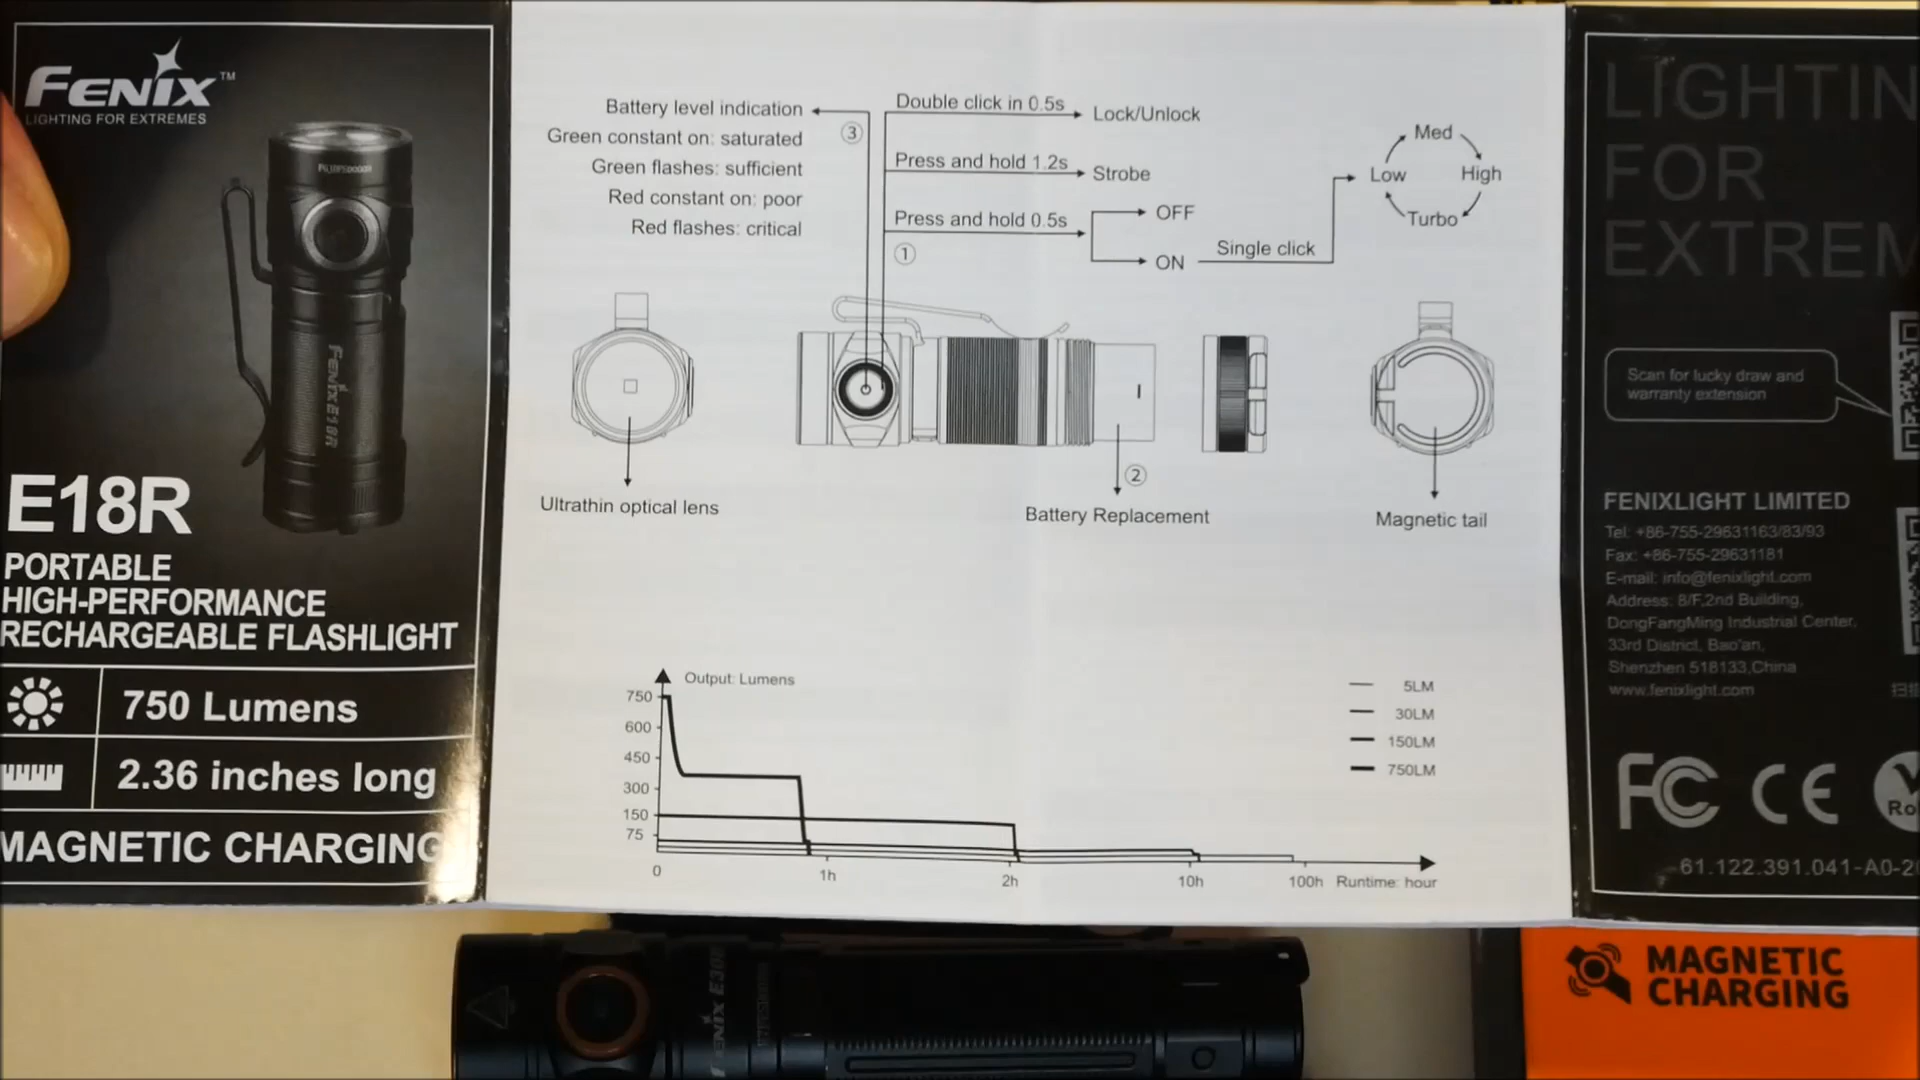 FENIX™
LIGHTING FOR EXTREMES
FENIX E18R
E18R
PORTABLE
HIGH-PERFORMANCE
RECHARGEABLE FLASHLIGHT
750 Lumens
2.36 inches long
MAGNETIC CHARGING
Battery level indication
Green constant on: saturated
Green flashes: sufficient
Red constant on: poor
Red flashes: critical
③
Double click in 0.5s
Lock/Unlock
Press and hold 1.2s
Strobe
Press and hold 0.5s
OFF
①
ON
Single click
Med
Low
High
Turbo
②
Ultrathin optical lens
Battery Replacement
Magnetic tail
Output: Lumens
750
600
450
300
150
75
0
1h
2h
10h
100h
Runtime: hour
5LM
30LM
150LM
750LM
LIGHTIN
FOR
EXTREM
Scan for lucky draw and
warranty extension
FENIXLIGHT LIMITED
Tel: +86-755-29631163/83/93
Fax: +86-755-29631181
E-mail: info@fenixlight.com
Address: 8/F,2nd Building,
DongFangMing Industrial Center,
33rd District, Bao'an,
Shenzhen 518133,China
www.fenixlight.com
FC CE Ro
61.122.391.041-A0-20
FENIX E30R
MAGNETIC
CHARGING